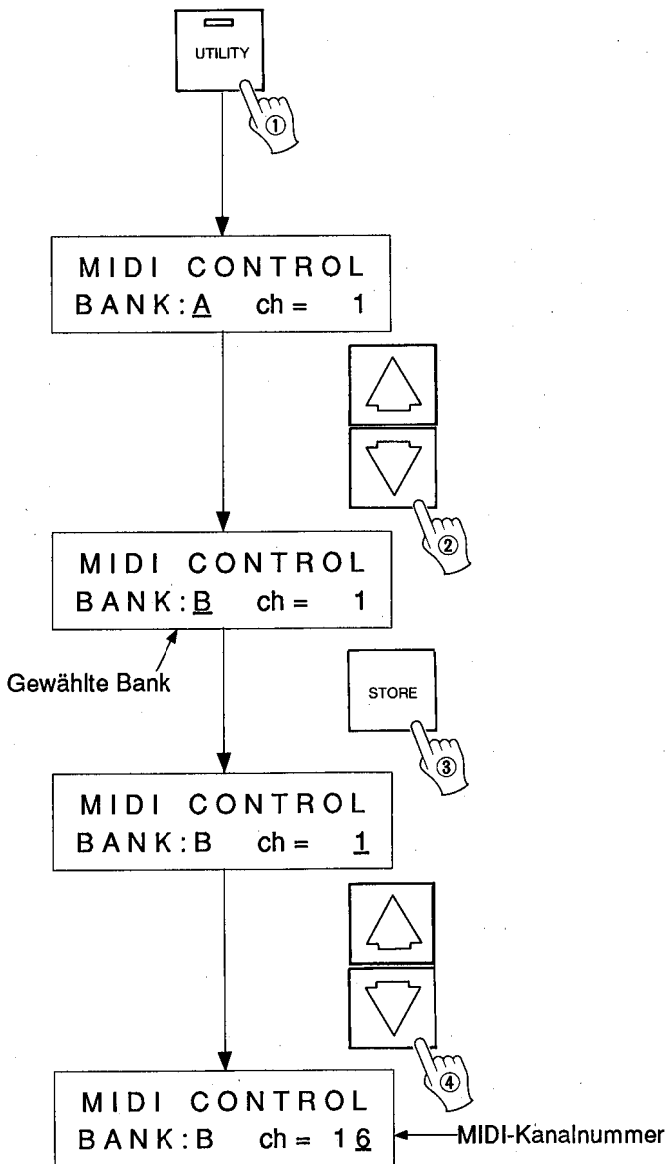 UTILITY
①
MIDI CONTROL
BANK:A ch= 1
②
MIDI CONTROL
BANK:B ch= 1
Gewählte Bank
STORE
③
MIDI CONTROL
BANK:B ch= 1
④
MIDI CONTROL
BANK:B ch=16
MIDI-Kanalnummer